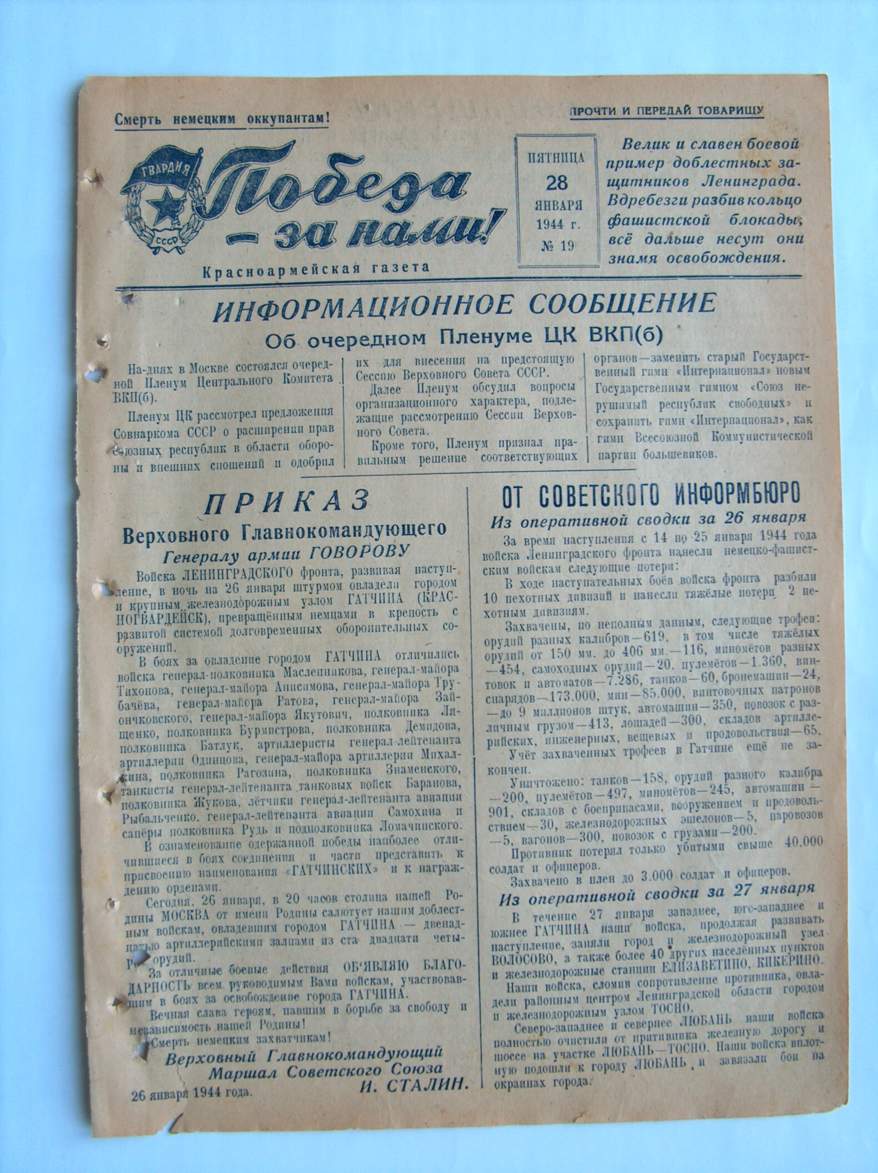 Смерть немецким оккупантам!
ПРОЧТИ И ПЕРЕДАЙ ТОВАРИЩУ
ГВАРДИЯ
СССР
Победа
– за нами!
Красноармейская газета
ПЯТНИЦА
28
ЯНВАРЯ
1944 г.
№ 19
Велик и славен боевой
пример доблестных за-
щитников Ленинграда.
Вдребезги разбив кольцо
фашистской блокады,
всё дальше несут они
знамя освобождения.
ИНФОРМАЦИОННОЕ СООБЩЕНИЕ
Об очередном Пленуме ЦК ВКП(б)
На-днях в Москве состоялся очеред-
ной Пленум Центрального Комитета
ВКП(б).
Пленум ЦК рассмотрел предложения
Совнаркома СССР о расширении прав
союзных республик в области оборо-
ны и внешних сношений и одобрил
их для внесения на предстоящую
Сессию Верховного Совета СССР.
Далее Пленум обсудил вопросы
организационного характера, подле-
жащие рассмотрению Сессии Верхов-
ного Совета.
Кроме того, Пленум признал пра-
вильным решение соответствующих
органов—заменить старый Государст-
венный гимн «Интернационал» новым
Государственным гимном «Союз не-
рушимый республик свободных» и
сохранить гимн «Интернационал», как
гимн Всесоюзной Коммунистической
партии большевиков.
ПРИКАЗ
Верховного Главнокомандующего
Генералу армии ГОВОРОВУ
Войска ЛЕНИНГРАДСКОГО фронта, развивая наступ-
ление, в ночь на 26 января штурмом овладели городом
и крупным железнодорожным узлом ГАТЧИНА (КРАС-
НОГВАРДЕЙСК), превращённым немцами в крепость с
развитой системой долговременных оборонительных со-
оружений.
В боях за овладение городом ГАТЧИНА отличились
войска генерал-полковника Масленникова, генерал-майора
Тихонова, генерал-майора Анисимова, генерал-майора Тру-
бачёва, генерал-майора Ратова, генерал-майора Зай-
ончковского, генерал-майора Якутович, полковника Ля-
щенко, полковника Бурмистрова, полковника Демидова,
полковника Батлук, артиллеристы генерал-лейтенанта
артиллерии Одинцова, генерал-майора артиллерии Михал-
кина, полковника Рагозина, полковника Знаменского,
танкисты генерал-лейтенанта танковых войск Баранова,
полковника Жукова, лётчики генерал-лейтенанта авиации
Рыбальченко, генерал-лейтенанта авиации Самохина и
сапёры полковника Рудь и подполковника Ломачинского.
В ознаменование одержанной победы наиболее отли-
чившиеся в боях соединения и части представить к
присвоению наименования «ГАТЧИНСКИХ» и к награж-
дению орденами.
Сегодня, 26 января, в 20 часов столица нашей Ро-
дины МОСКВА от имени Родины салютует нашим доблест-
ным войскам, овладевшим городом ГАТЧИНА — двенад-
цатью артиллерийскими залпами из ста двадцати четы-
рёх орудий.
За отличные боевые действия ОБ'ЯВЛЯЮ БЛАГО-
ДАРНОСТЬ всем руководимым Вами войскам, участвовав-
шим в боях за освобождение города ГАТЧИНА.
Вечная слава героям, павшим в борьбе за свободу и
независимость нашей Родины!
Смерть немецким захватчикам!
Верховный Главнокомандующий
Маршал Советского Союза
И. СТАЛИН.
26 января 1944 года.
ОТ СОВЕТСКОГО ИНФОРМБЮРО
Из оперативной сводки за 26 января
За время наступления с 14 по 25 января 1944 года
войска Ленинградского фронта нанесли немецко-фашист-
ским войскам следующие потери:
В ходе наступательных боёв войска фронта разбили
10 пехотных дивизий и нанесли тяжёлые потери 2 пе-
хотным дивизиям.
Захвачены, по неполным данным, следующие трофеи:
орудий разных калибров—619, в том числе тяжёлых
орудий от 150 мм. до 406 мм.—116, миномётов разных
—454, самоходных орудий—20, пулемётов—1.360, вин-
товок и автоматов—7.286, танков—60, бронемашин—24,
снарядов—173.000, мин—85.000, винтовочных патронов
—до 9 миллионов штук, автомашин—350, повозок с раз-
личным грузом—413, лошадей—300, складов артилле-
рийских, инженерных, вещевых и продовольствия—65.
Учёт захваченных трофеев в Гатчине ещё не за-
кончен.
Уничтожено: танков—158, орудий разного калибра
—200, пулемётов—497, миномётов—245, автомашин—
901, складов с боеприпасами, вооружением и продоволь-
ствием—30, железнодорожных эшелонов—5, паровозов
—5, вагонов—300, повозок с грузами—200.
Противник потерял только убитыми свыше 40.000
солдат и офицеров.
Захвачено в плен до 3.000 солдат и офицеров.
Из оперативной сводки за 27 января
В течение 27 января западнее, юго-западнее и
южнее ГАТЧИНА наши войска, продолжая развивать
наступление, заняли город и железнодорожный узел
ВОЛОСОВО, а также более 40 других населённых пунктов
и железнодорожные станции ЕЛИЗАВЕТИНО, КИКЕРИНО.
Наши войска, сломив сопротивление противника, овла-
дели районным центром Ленинградской области городом
и железнодорожным узлом ТОСНО.
Северо-западнее и севернее ЛЮБАНЬ наши войска
полностью очистили от противника железную дорогу и
шоссе на участке ЛЮБАНЬ—ТОСНО. Наши войска вплот-
ную подошли к городу ЛЮБАНЬ и завязали бои на
окраинах города.